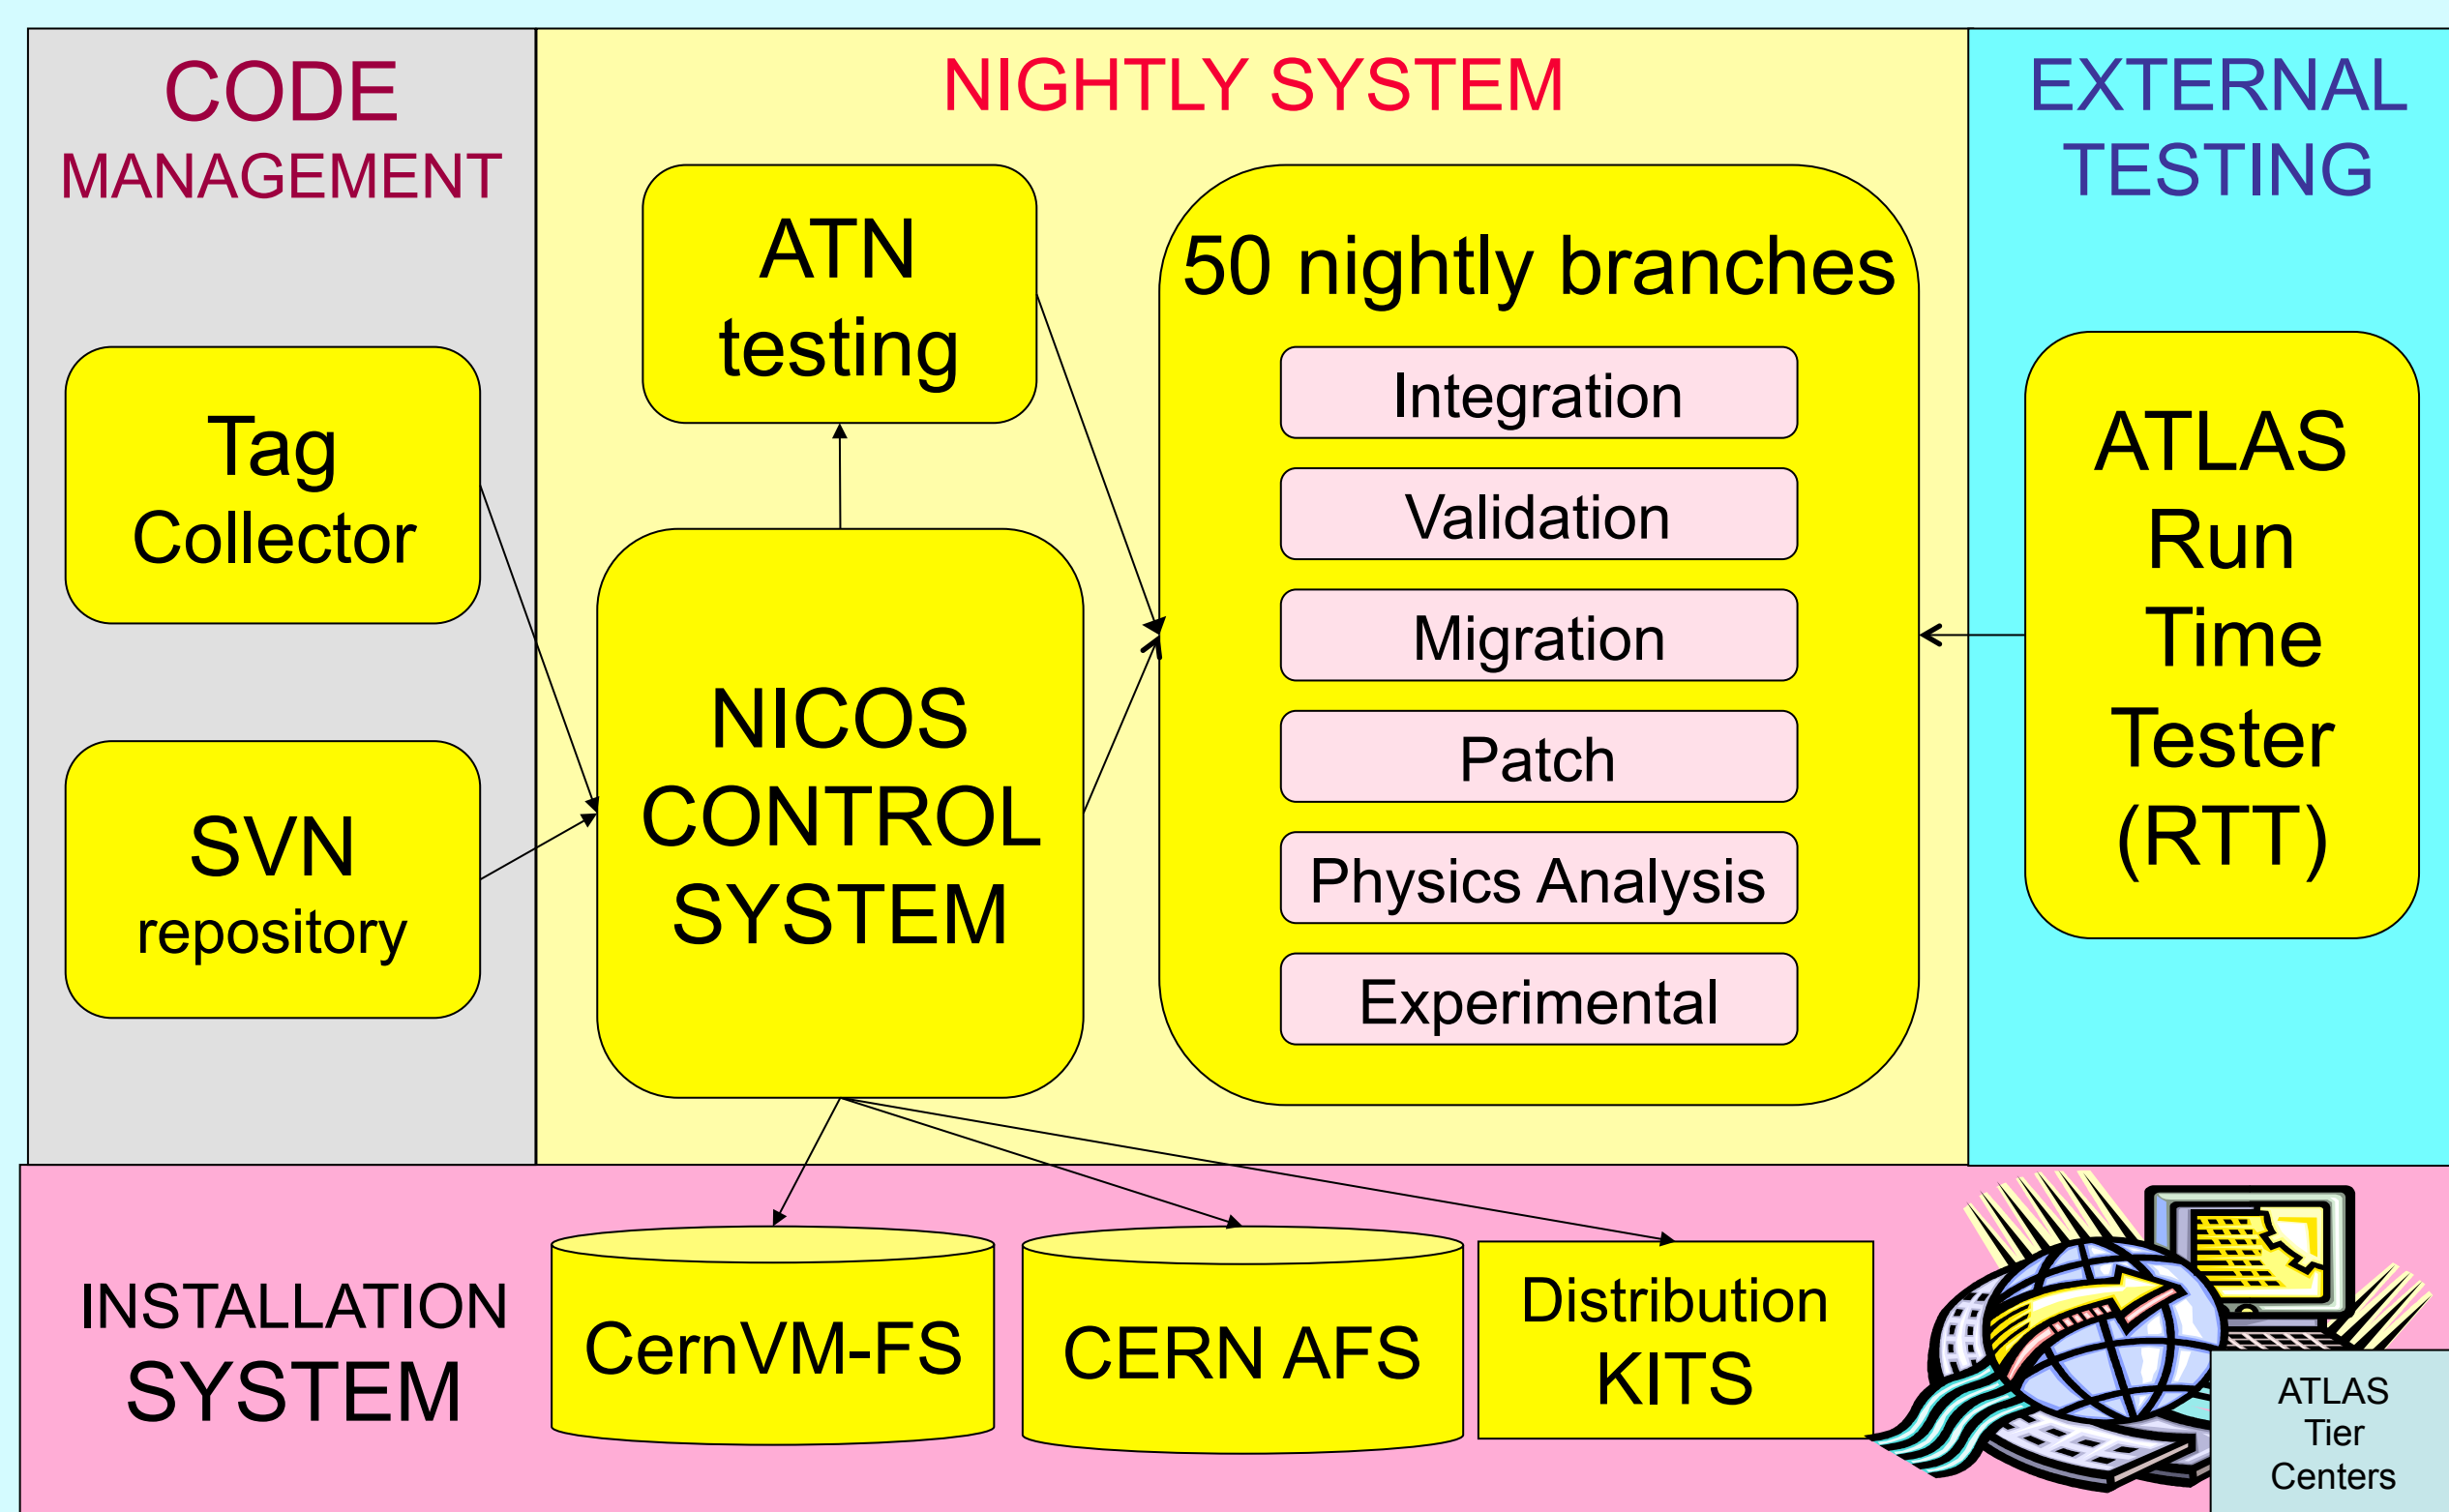 CODE
MANAGEMENT
Tag
Collector
SVN
repository
NIGHTLY SYSTEM
ATN
testing
NICOS
CONTROL
SYSTEM
50 nightly branches
Integration
Validation
Migration
Patch
Physics Analysis
Experimental
EXTERNAL
TESTING
ATLAS
Run
Time
Tester
(RTT)
INSTALLATION
SYSTEM
CernVM-FS
CERN AFS
Distribution
KITS
ATLAS
Tier
Centers